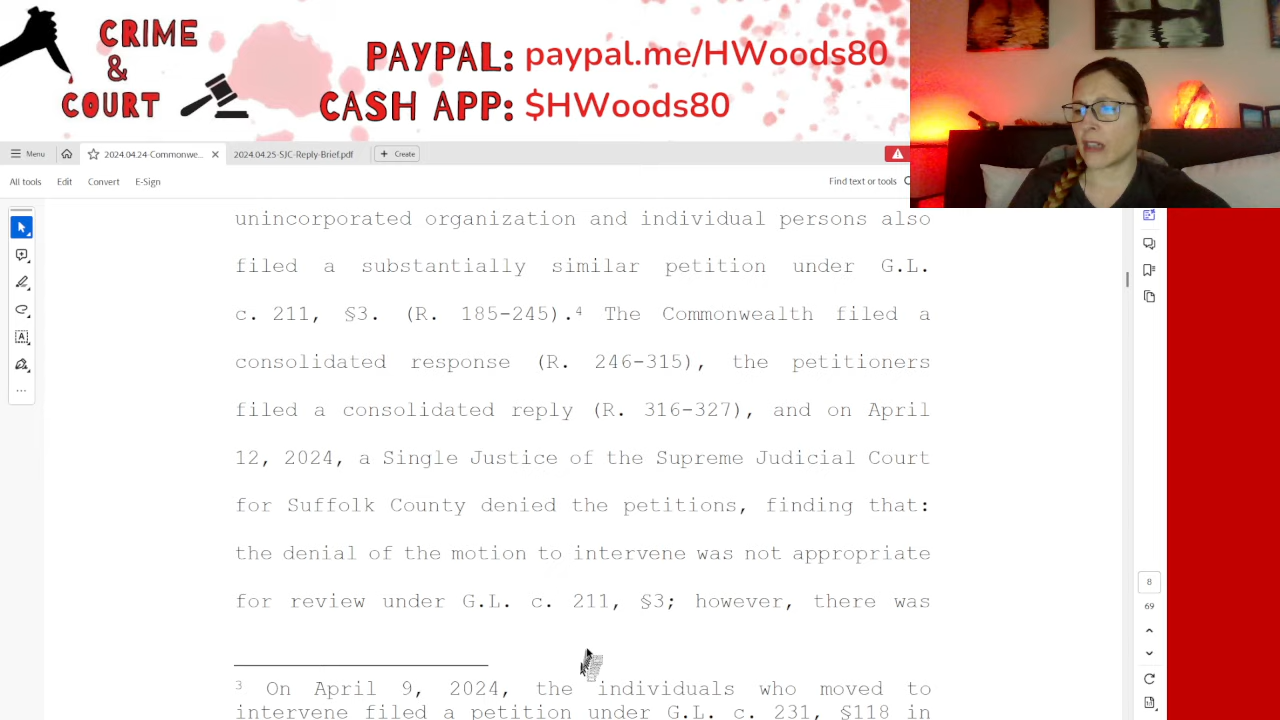 CRIME
&
COURT
PAYPAL: paypal.me/HWoods80
CASH APP: $HWoods80
Menu 2024.04.24-Commonwe... 2024.04.25-SJC-Reply-Brief.pdf + Create
All tools Edit Convert E-Sign Find text or tools
unincorporated organization and individual persons also
filed a substantially similar petition under G.L.
c. 211, §3. (R. 185-245).⁴ The Commonwealth filed a
consolidated response (R. 246-315), the petitioners
filed a consolidated reply (R. 316-327), and on April
12, 2024, a Single Justice of the Supreme Judicial Court
for Suffolk County denied the petitions, finding that:
the denial of the motion to intervene was not appropriate
for review under G.L. c. 211, §3; however, there was
³ On April 9, 2024, the individuals who moved to
intervene filed a petition under G.L. c. 231, §118 in
8
69